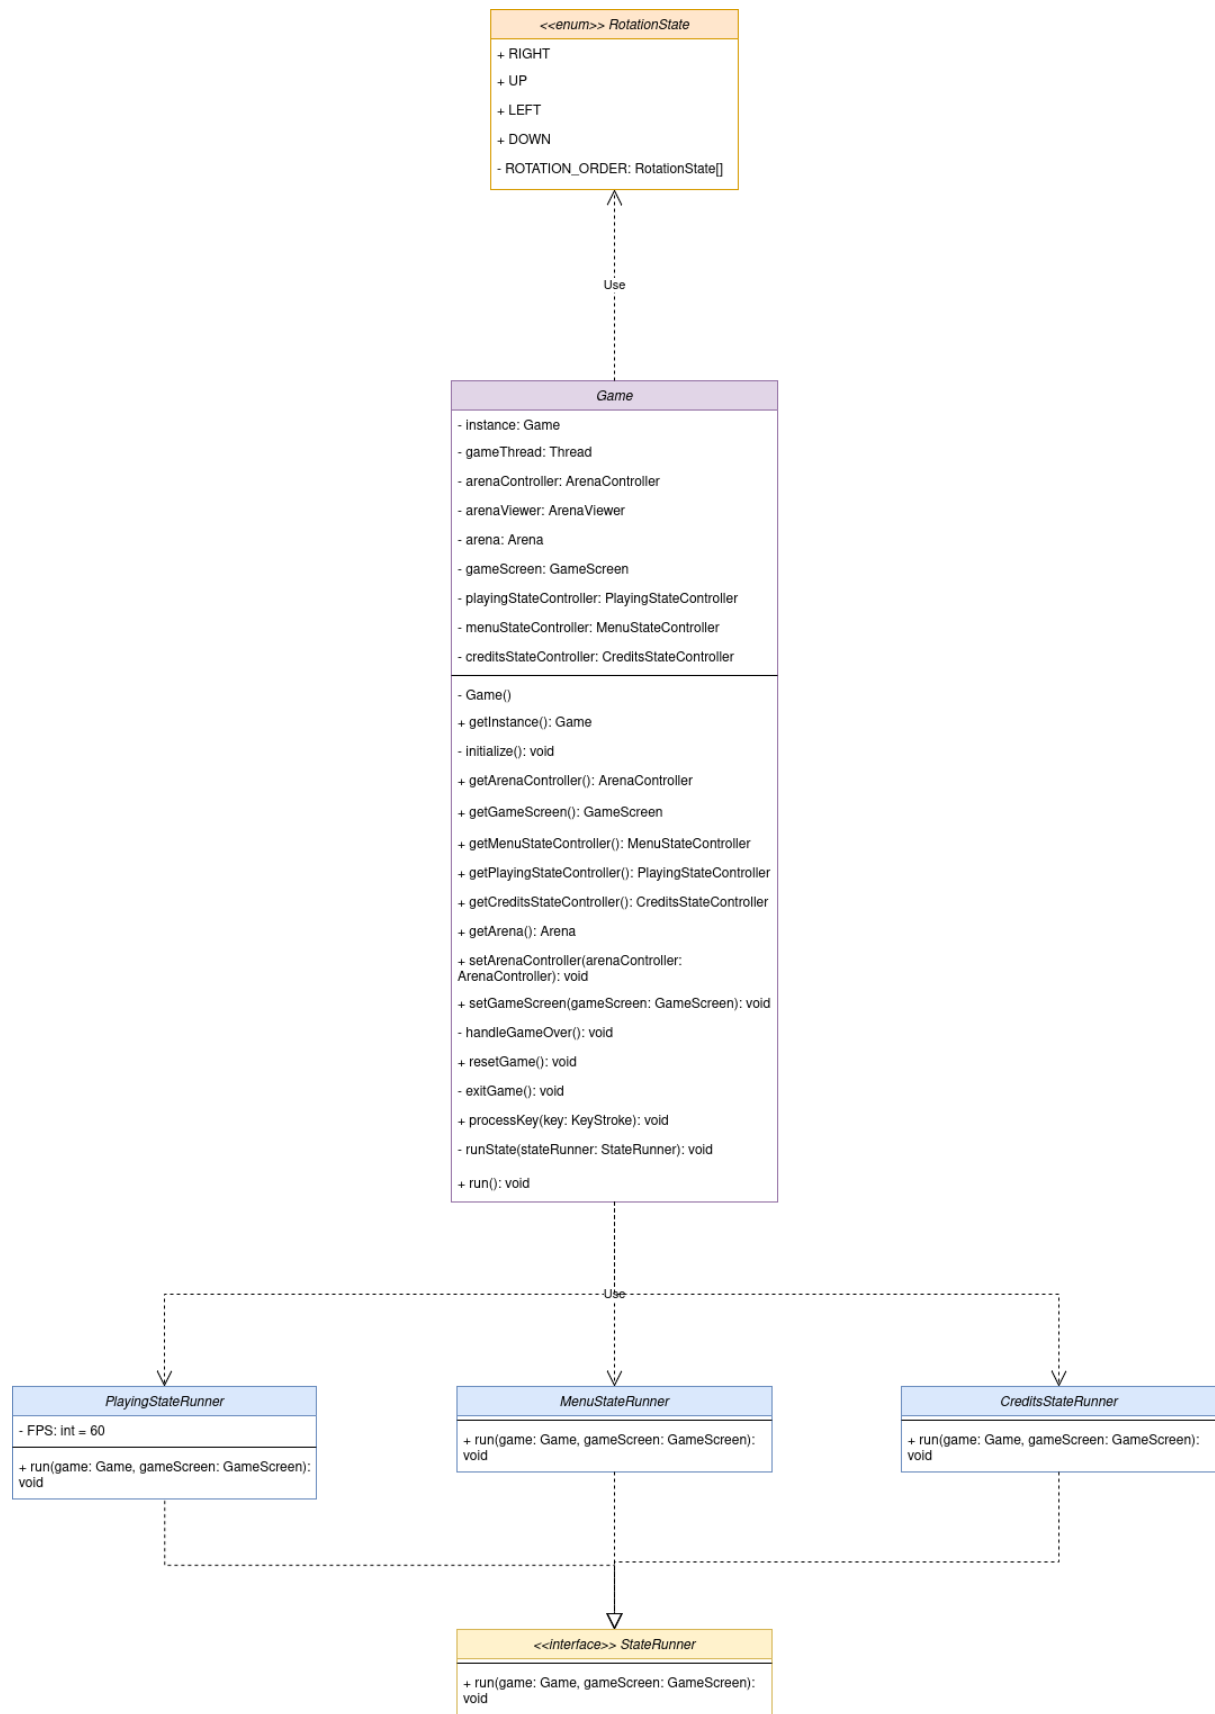 <<enum>> RotationState
+ RIGHT
+ UP
+ LEFT
+ DOWN
- ROTATION_ORDER: RotationState[]
Use
Game
- instance: Game
- gameThread: Thread
- arenaController: ArenaController
- arenaViewer: ArenaViewer
- arena: Arena
- gameScreen: GameScreen
- playingStateController: PlayingStateController
- menuStateController: MenuStateController
- creditsStateController: CreditsStateController
- Game()
+ getInstance(): Game
- initialize(): void
+ getArenaController(): ArenaController
+ getGameScreen(): GameScreen
+ getMenuStateController(): MenuStateController
+ getPlayingStateController(): PlayingStateController
+ getCreditsStateController(): CreditsStateController
+ getArena(): Arena
+ setArenaController(arenaController:
ArenaController): void
+ setGameScreen(gameScreen: GameScreen): void
- handleGameOver(): void
+ resetGame(): void
- exitGame(): void
+ processKey(key: KeyStroke): void
- runState(stateRunner: StateRunner): void
+ run(): void
Use
PlayingStateRunner
- FPS: int = 60
+ run(game: Game, gameScreen: GameScreen):
void
MenuStateRunner
+ run(game: Game, gameScreen: GameScreen):
void
CreditsStateRunner
+ run(game: Game, gameScreen: GameScreen):
void
<<interface>> StateRunner
+ run(game: Game, gameScreen: GameScreen):
void